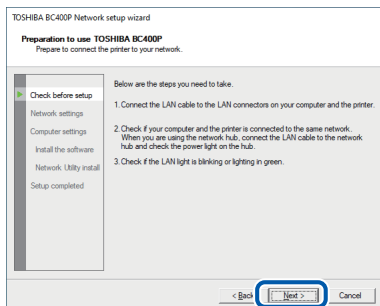 TOSHIBA BC400P Network setup wizard
Preparation to use TOSHIBA BC400P
Prepare to connect the printer to your network.
Check before setup
Network settings
Computer settings
Install the software
Network Utility install
Setup completed
Below are the steps you need to take.
1. Connect the LAN cable to the LAN connectors on your computer and the printer.
2. Check if your computer and the printer is connected to the same network.
When you are using the network hub, connect the LAN cable to the network
hub and check the power light on the hub.
3. Check if the LAN light is blinking or lighting in green.
< Back
Next >
Cancel